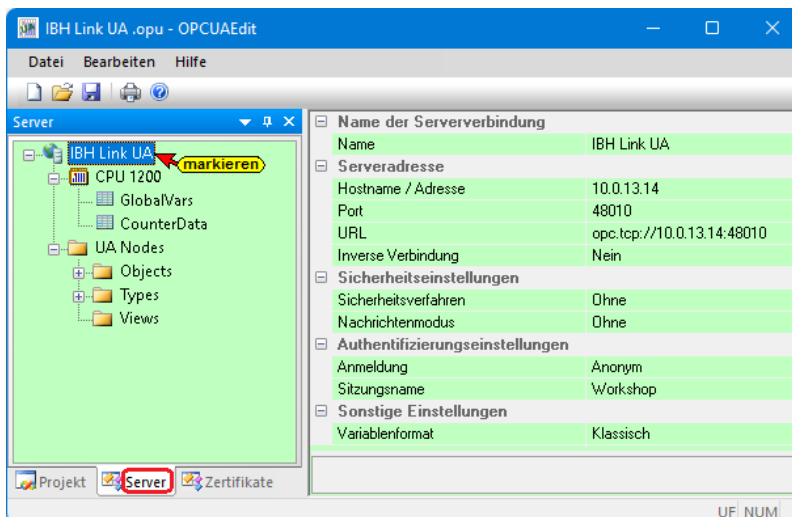 IBH Link UA .opu - OPCUAEdit
Datei Bearbeiten Hilfe
Server
IBH Link UA
markieren
CPU 1200
GlobalVars
CounterData
UA Nodes
Objects
Types
Views
Projekt Server Zertifikate
Name der Serververbindung
Name IBH Link UA
Serveradresse
Hostname / Adresse 10.0.13.14
Port 48010
URL opc.tcp://10.0.13.14:48010
Inverse Verbindung Nein
Sicherheitseinstellungen
Sicherheitsverfahren Ohne
Nachrichtenmodus Ohne
Authentifizierungseinstellungen
Anmeldung Anonym
Sitzungsname Workshop
Sonstige Einstellungen
Variablenformat Klassisch
UF NUM